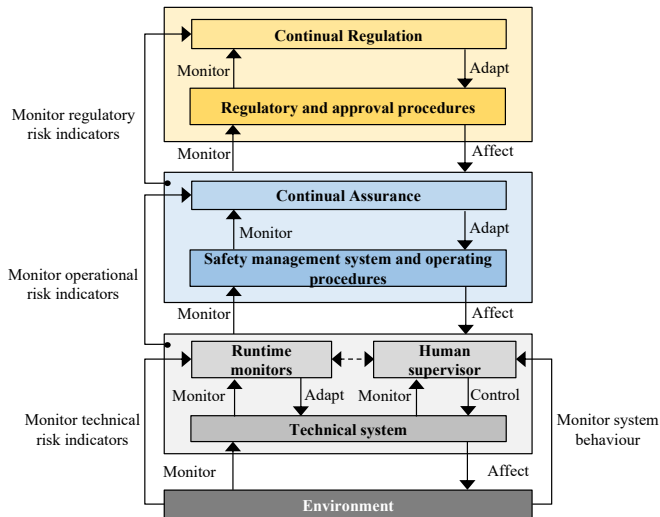 Continual Regulation
Monitor
Adapt
Regulatory and approval procedures
Monitor regulatory
risk indicators
Monitor
Affect
Continual Assurance
Monitor
Adapt
Safety management system and operating
procedures
Monitor operational
risk indicators
Monitor
Affect
Runtime
monitors
Human
supervisor
Monitor
Adapt
Monitor
Control
Monitor technical
risk indicators
Monitor system
behaviour
Technical system
Monitor
Affect
Environment